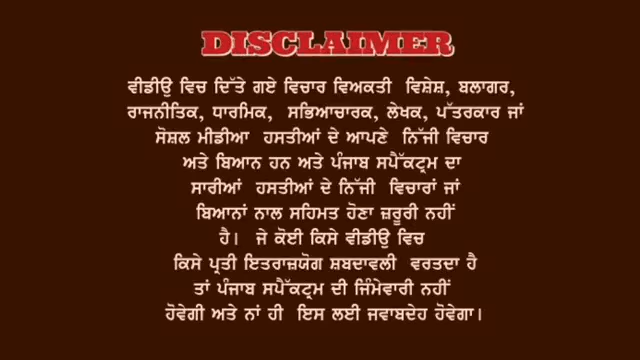 DISCLAIMER
ਵੀਡੀਉ ਵਿਚ ਦਿੱਤੇ ਗਏ ਵਿਚਾਰ ਵਿਅਕਤੀ ਵਿਸ਼ੇਸ਼, ਬਲਾਗਰ,
ਰਾਜਨੀਤਿਕ, ਧਾਰਮਿਕ, ਸਭਿਆਚਾਰਕ, ਲੇਖਕ, ਪੱਤਰਕਾਰ ਜਾਂ
ਸੋਸ਼ਲ ਮੀਡੀਆ ਹਸਤੀਆਂ ਦੇ ਆਪਣੇ ਨਿੱਜੀ ਵਿਚਾਰ
ਅਤੇ ਬਿਆਨ ਹਨ ਅਤੇ ਪੰਜਾਬ ਸਪੈੱਕਟ੍ਰਮ ਦਾ
ਸਾਰੀਆਂ ਹਸਤੀਆਂ ਦੇ ਨਿੱਜੀ ਵਿਚਾਰਾਂ ਜਾਂ
ਬਿਆਨਾਂ ਨਾਲ ਸਹਿਮਤ ਹੋਣਾ ਜ਼ਰੂਰੀ ਨਹੀਂ
ਹੈ। ਜੇ ਕੋਈ ਕਿਸੇ ਵੀਡੀਉ ਵਿਚ
ਕਿਸੇ ਪ੍ਰਤੀ ਇਤਰਾਜ਼ਯੋਗ ਸ਼ਬਦਾਵਲੀ ਵਰਤਦਾ ਹੈ
ਤਾਂ ਪੰਜਾਬ ਸਪੈੱਕਟ੍ਰਮ ਦੀ ਜਿੰਮੇਵਾਰੀ ਨਹੀਂ
ਹੋਵੇਗੀ ਅਤੇ ਨਾਂ ਹੀ ਇਸ ਲਈ ਜਵਾਬਦੇਹ ਹੋਵੇਗਾ।